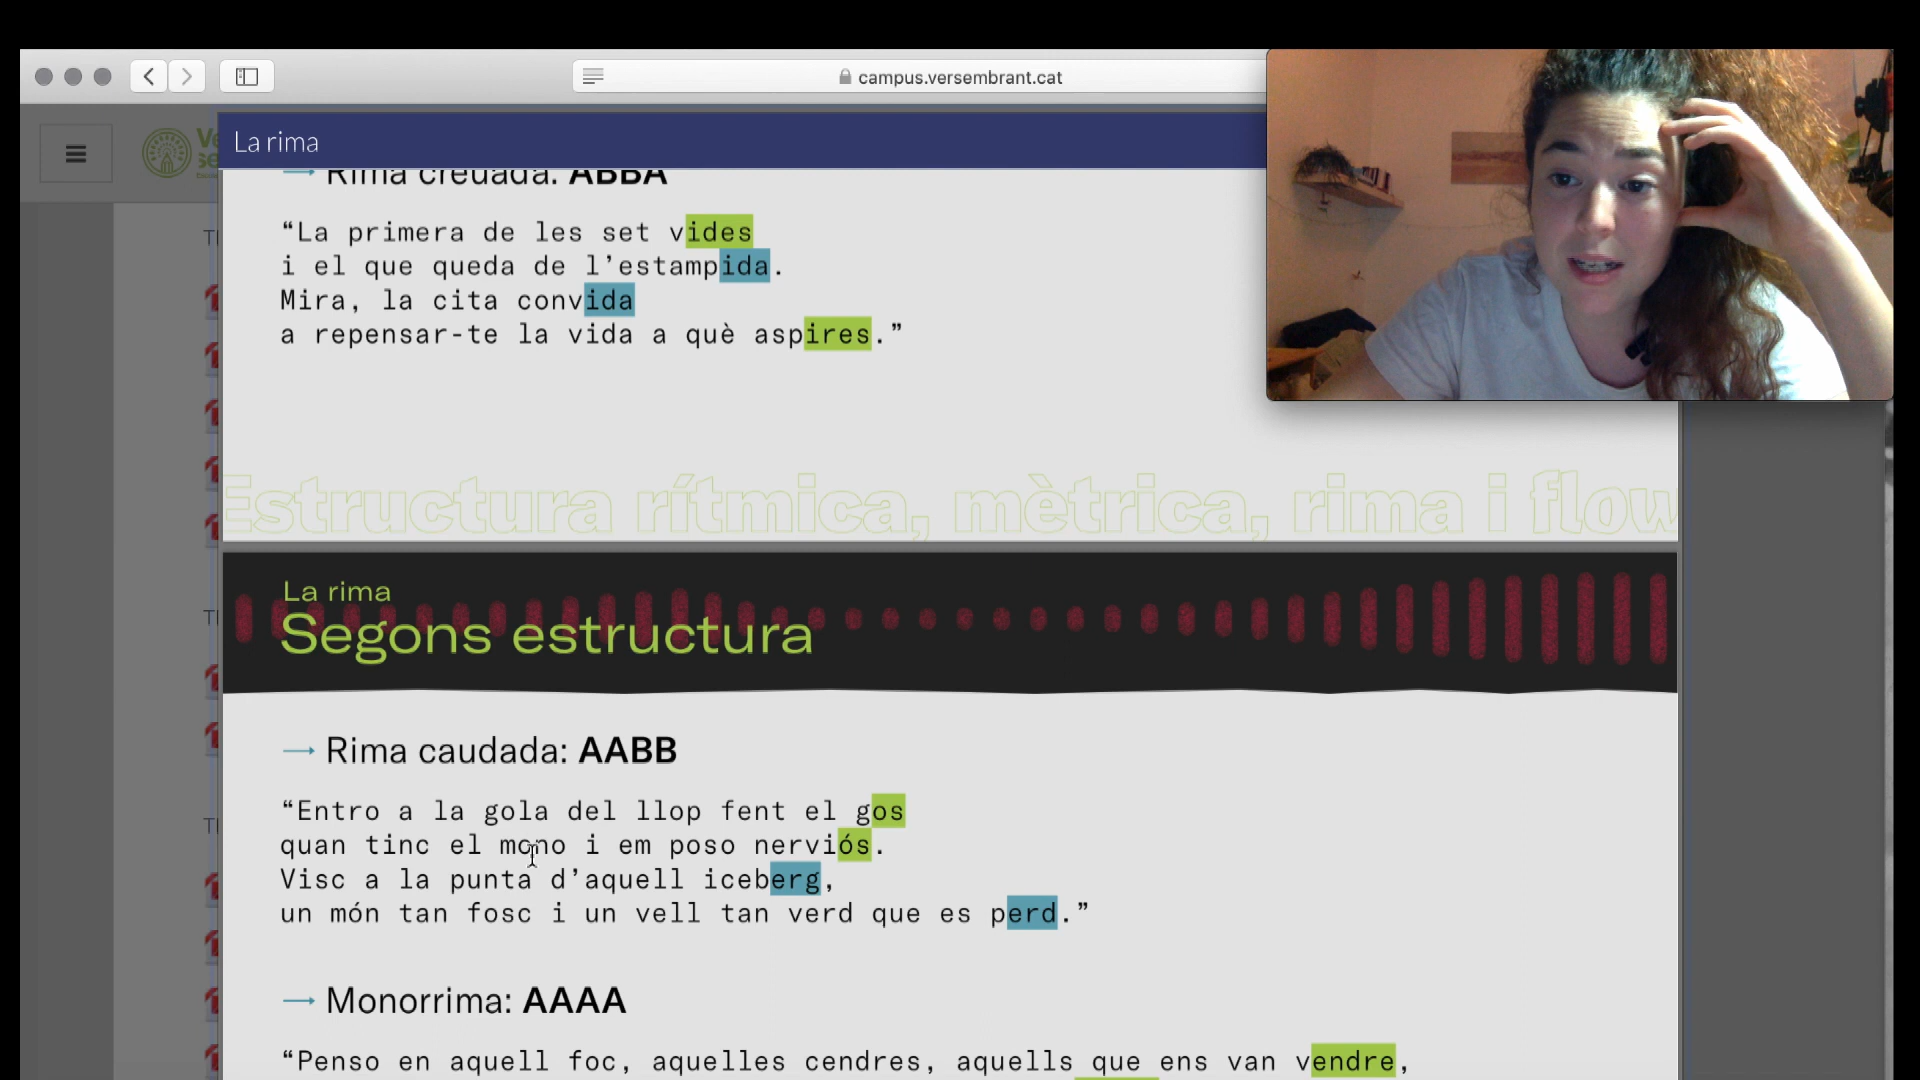 campus.versembrant.cat
La rima
→ Rima creuada: ABBA
“La primera de les set vides
i el que queda de l’estampida.
Mira, la cita convida
a repensar-te la vida a què aspires.”
Estructura rítmica, mètrica, rima i flow
La rima
Segons estructura
→ Rima caudada: AABB
“Entro a la gola del llop fent el gos
quan tinc el mono i em poso nerviós.
Visc a la punta d’aquell iceberg,
un món tan fosc i un vell tan verd que es perd.”
→ Monorrima: AAAA
“Penso en aquell foc, aquelles cendres, aquells que ens van vendre,